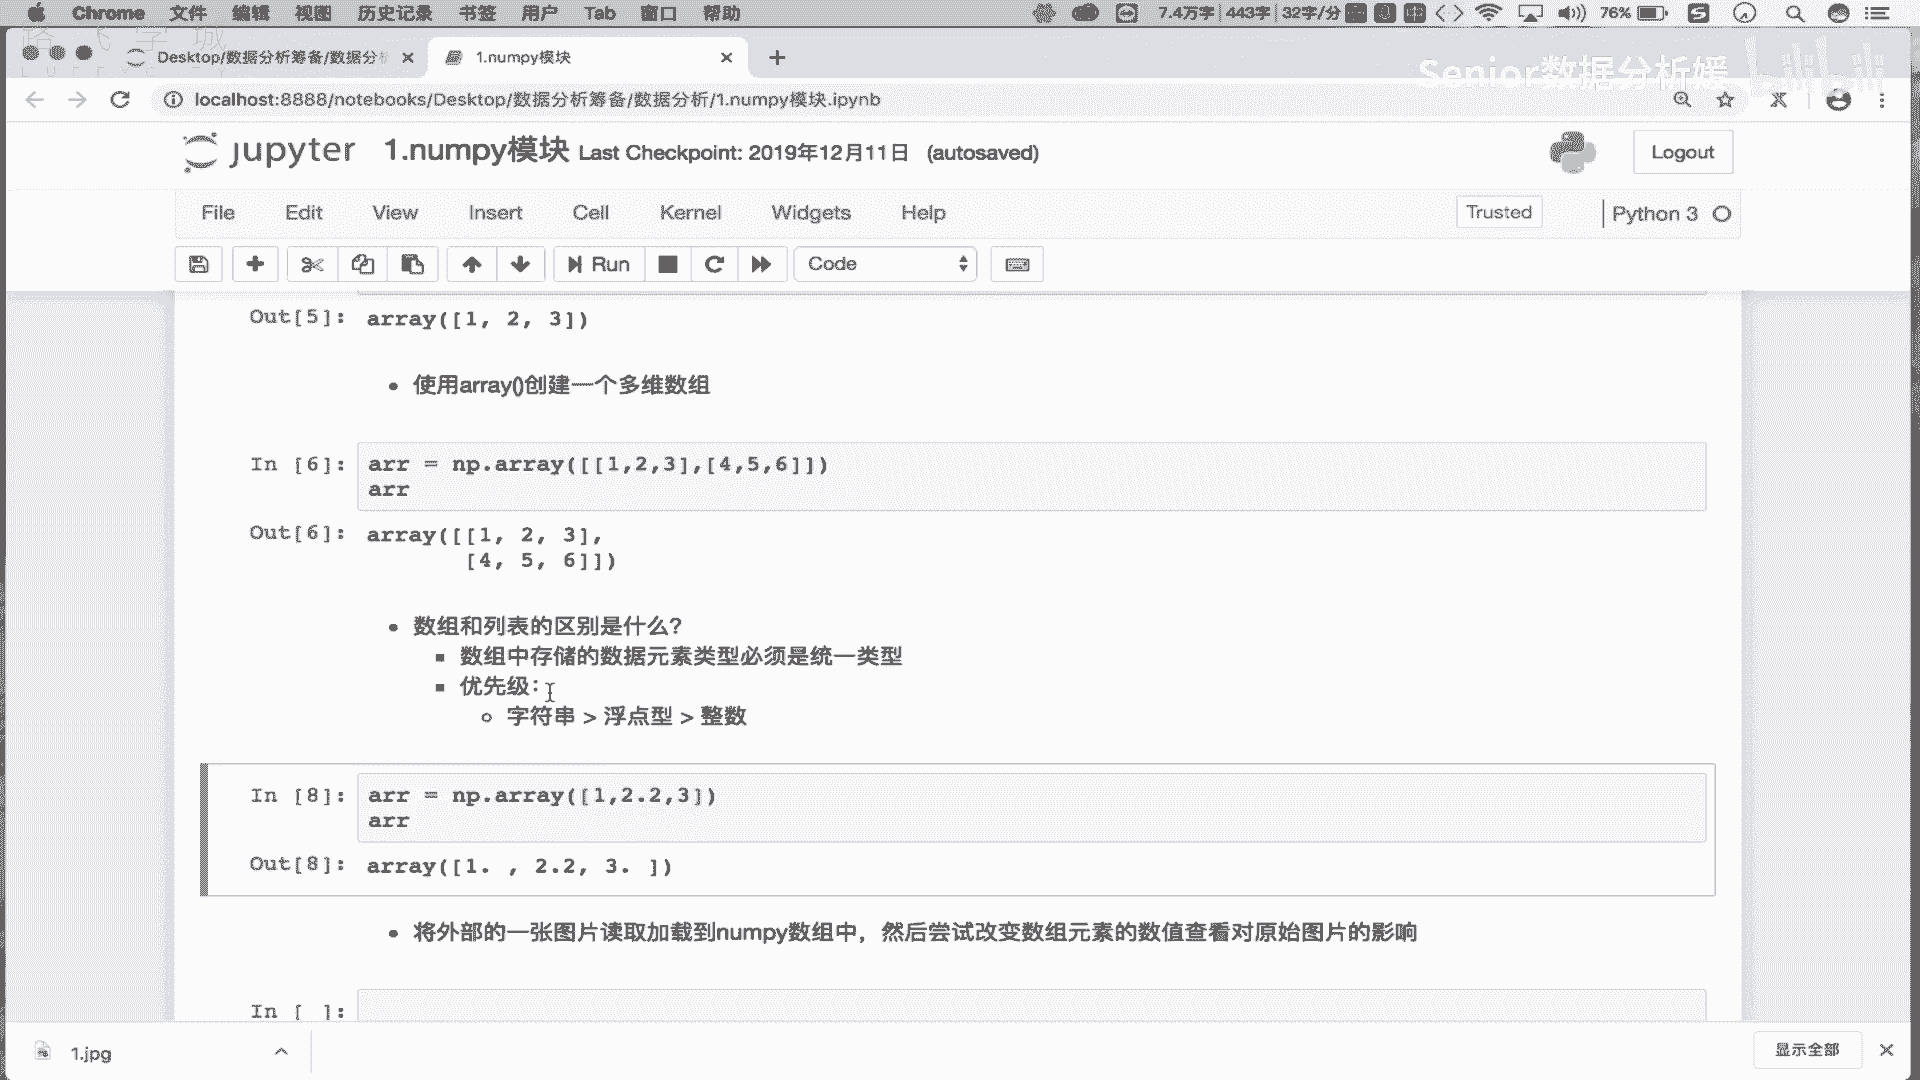 Chrome 文件 编辑 视图 历史记录 书签 用户 Tab 窗口 帮助 7.4万字 443字 32字/分 76%
Desktop/数据分析筹备/数据分析 1.numpy模块
Senior数据分析媛 bilibili
localhost:8888/notebooks/Desktop/数据分析筹备/数据分析/1.numpy模块.ipynb
jupyter 1.numpy模块 Last Checkpoint: 2019年12月11日 (autosaved) Logout
File Edit View Insert Cell Kernel Widgets Help Trusted Python 3
Run Code
Out[5]: array([1, 2, 3])
• 使用array()创建一个多维数组
In [6]: arr = np.array([[1,2,3],[4,5,6]])
arr
Out[6]: array([[1, 2, 3],
[4, 5, 6]])
• 数组和列表的区别是什么?
▪ 数组中存储的数据元素类型必须是统一类型
▪ 优先级:
◦ 字符串 > 浮点型 > 整数
In [8]: arr = np.array([1,2.2,3])
arr
Out[8]: array([1. , 2.2, 3. ])
• 将外部的一张图片读取加载到numpy数组中，然后尝试改变数组元素的数值查看对原始图片的影响
In [ ]:
1.jpg 显示全部